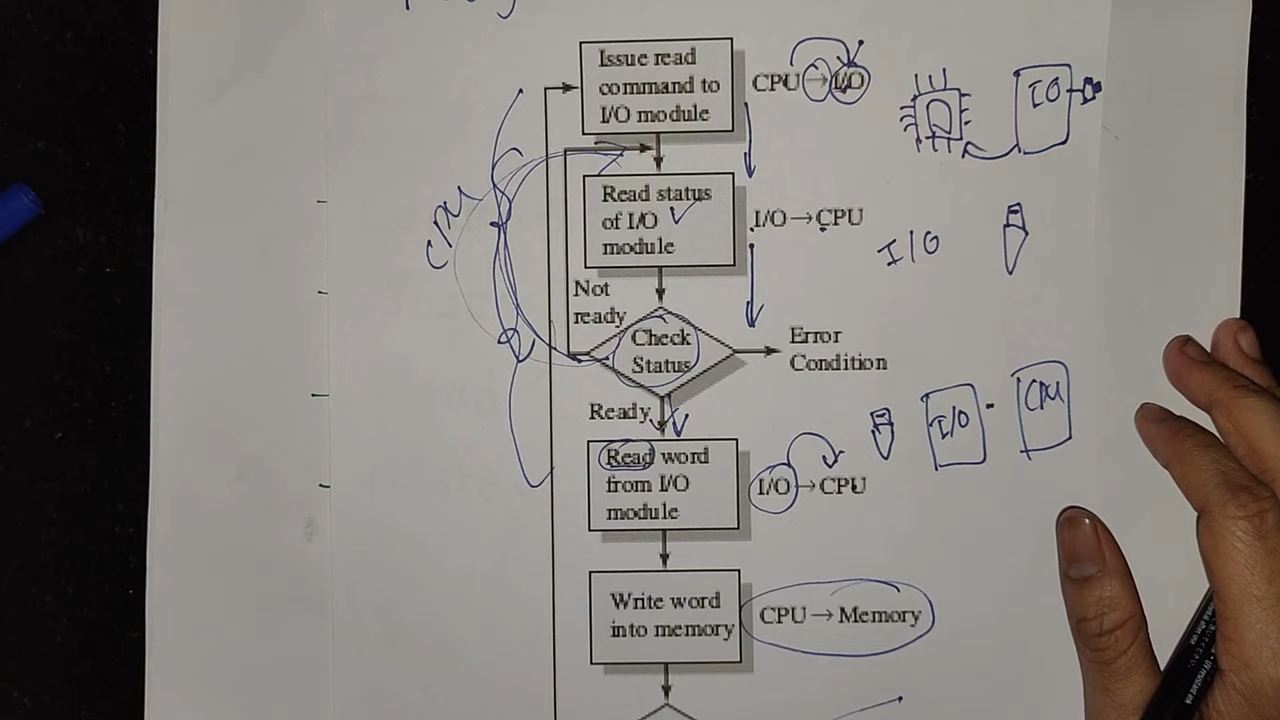 Issue read
command to
I/O module
CPU → I/O
IO
Read status
of I/O
module
I/O → CPU
I/O
CPU
Not
ready
Check
Status
Error
Condition
Ready
Read word
from I/O
module
I/O → CPU
I/O
CPU
Write word
into memory
CPU → Memory